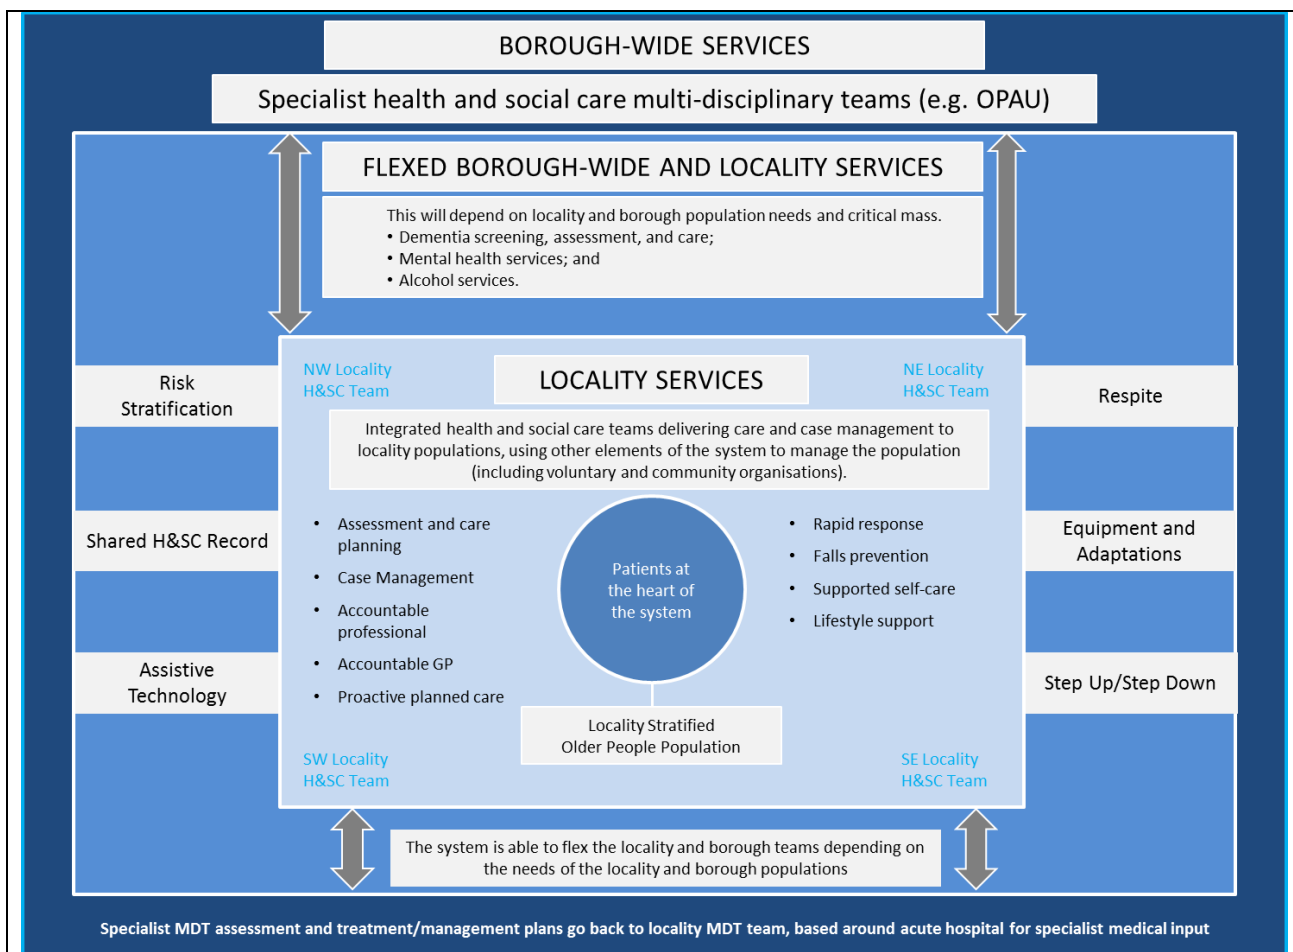 BOROUGH-WIDE SERVICES
Specialist health and social care multi-disciplinary teams (e.g. OPAU)
FLEXED BOROUGH-WIDE AND LOCALITY SERVICES
This will depend on locality and borough population needs and critical mass.
• Dementia screening, assessment, and care;
• Mental health services; and
• Alcohol services.
Risk
Stratification
Shared H&SC Record
Assistive
Technology
NW Locality
H&SC Team
LOCALITY SERVICES
NE Locality
H&SC Team
Integrated health and social care teams delivering care and case management to
locality populations, using other elements of the system to manage the population
(including voluntary and community organisations).
• Assessment and care
planning
• Case Management
• Accountable
professional
• Accountable GP
• Proactive planned care
Patients at
the heart of
the system
• Rapid response
• Falls prevention
• Supported self-care
• Lifestyle support
Locality Stratified
Older People Population
SW Locality
H&SC Team
SE Locality
H&SC Team
Respite
Equipment and
Adaptations
Step Up/Step Down
The system is able to flex the locality and borough teams depending on
the needs of the locality and borough populations
Specialist MDT assessment and treatment/management plans go back to locality MDT team, based around acute hospital for specialist medical input